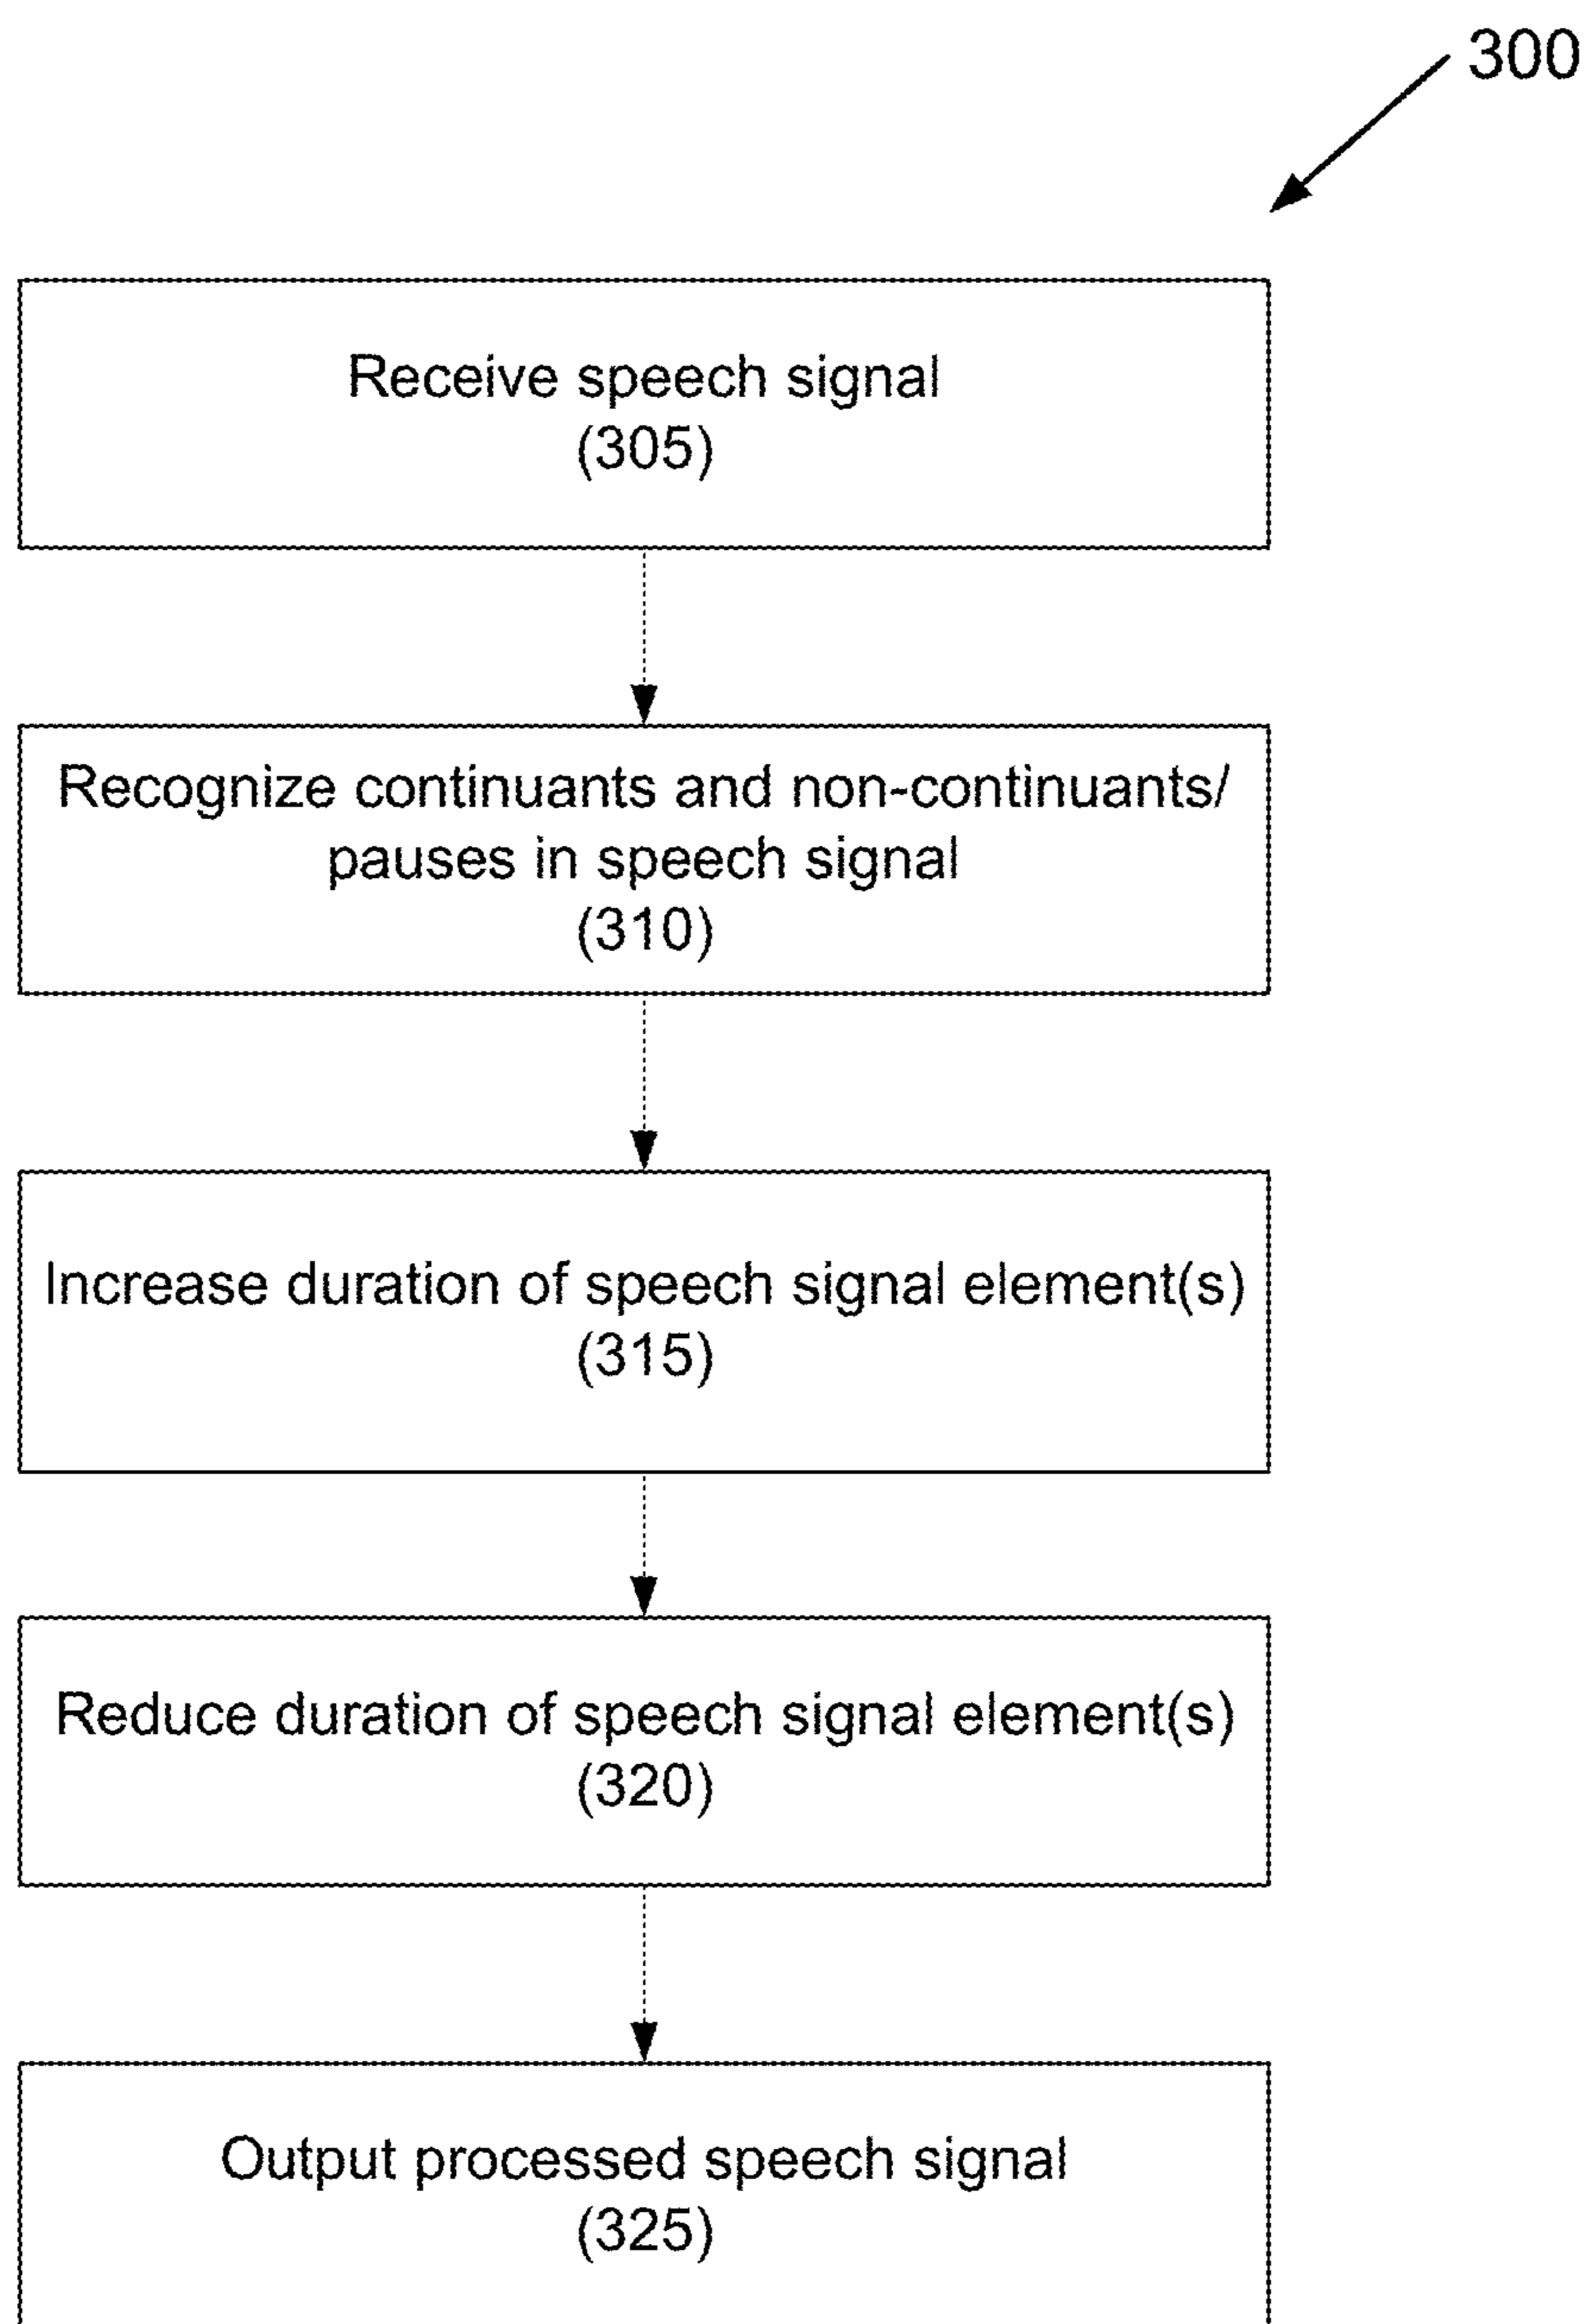 300
Receive speech signal
(305)
Recognize continuants and non-continuants/
pauses in speech signal
(310)
Increase duration of speech signal element(s)
(315)
Reduce duration of speech signal element(s)
(320)
Output processed speech signal
(325)